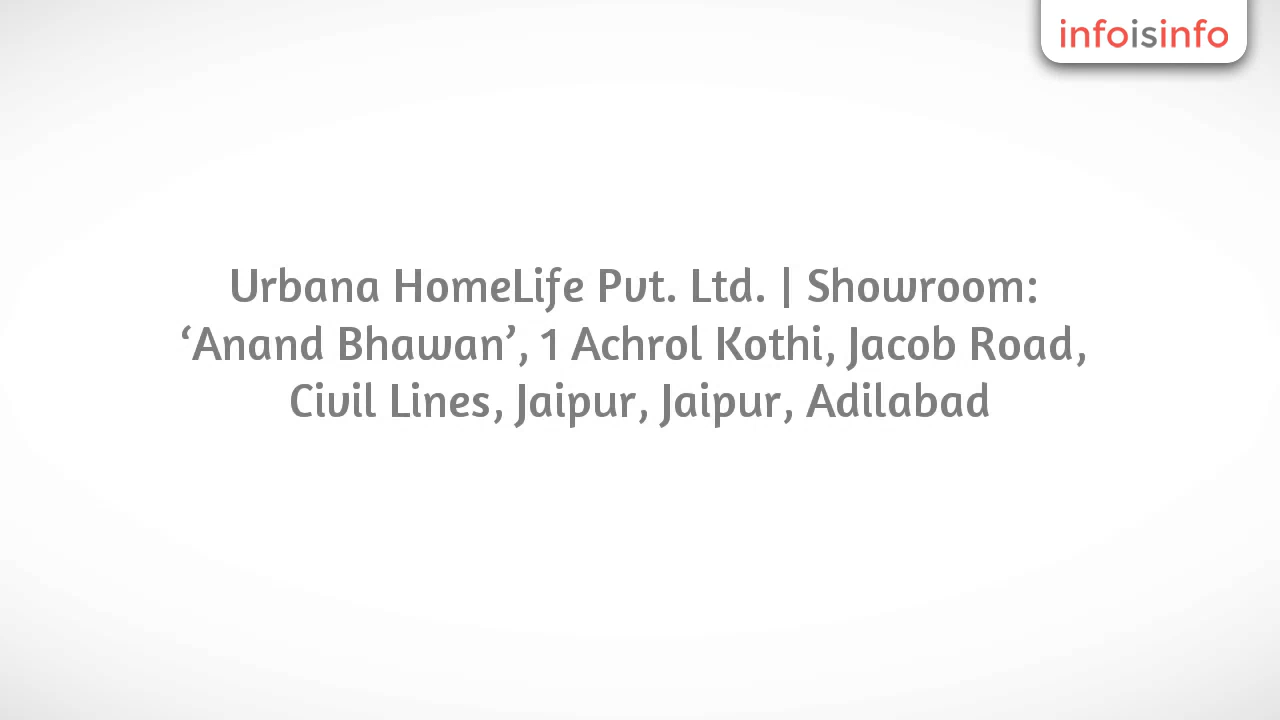 infoisinfo
Urbana HomeLife Pvt. Ltd. | Showroom:
‘Anand Bhawan’, 1 Achrol Kothi, Jacob Road,
Civil Lines, Jaipur, Jaipur, Adilabad